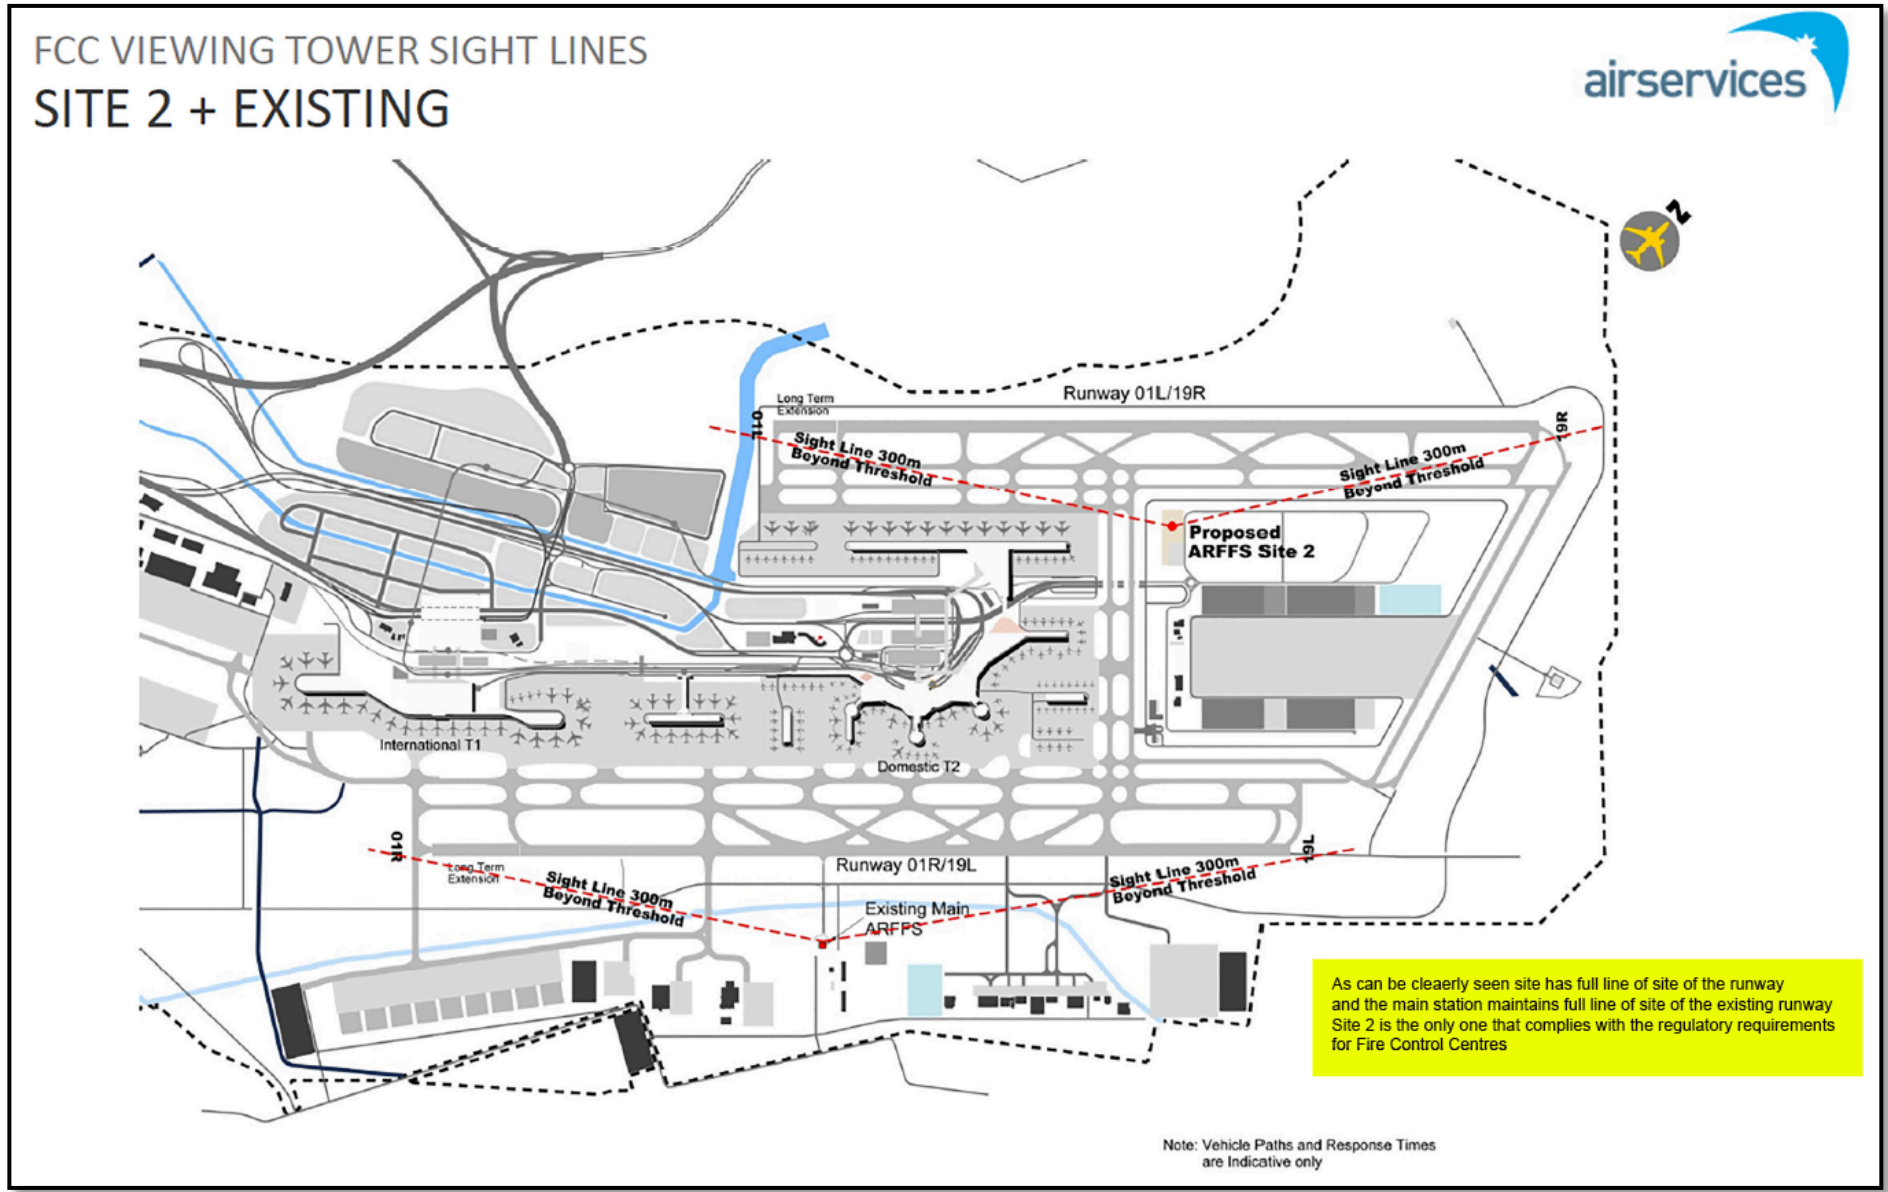 FCC VIEWING TOWER SIGHT LINES
SITE 2 + EXISTING
airservices
N
Runway 01L/19R
Long Term
Extension
01L
19R
Sight Line 300m
Beyond Threshold
Sight Line 300m
Beyond Threshold
Proposed
ARFFS Site 2
International T1
Domestic T2
01R
19L
Long Term
Extension
Runway 01R/19L
Sight Line 300m
Beyond Threshold
Sight Line 300m
Beyond Threshold
Existing Main
ARFFS
As can be cleaerly seen site has full line of site of the runway
and the main station maintains full line of site of the existing runway
Site 2 is the only one that complies with the regulatory requirements
for Fire Control Centres
Note: Vehicle Paths and Response Times
are Indicative only